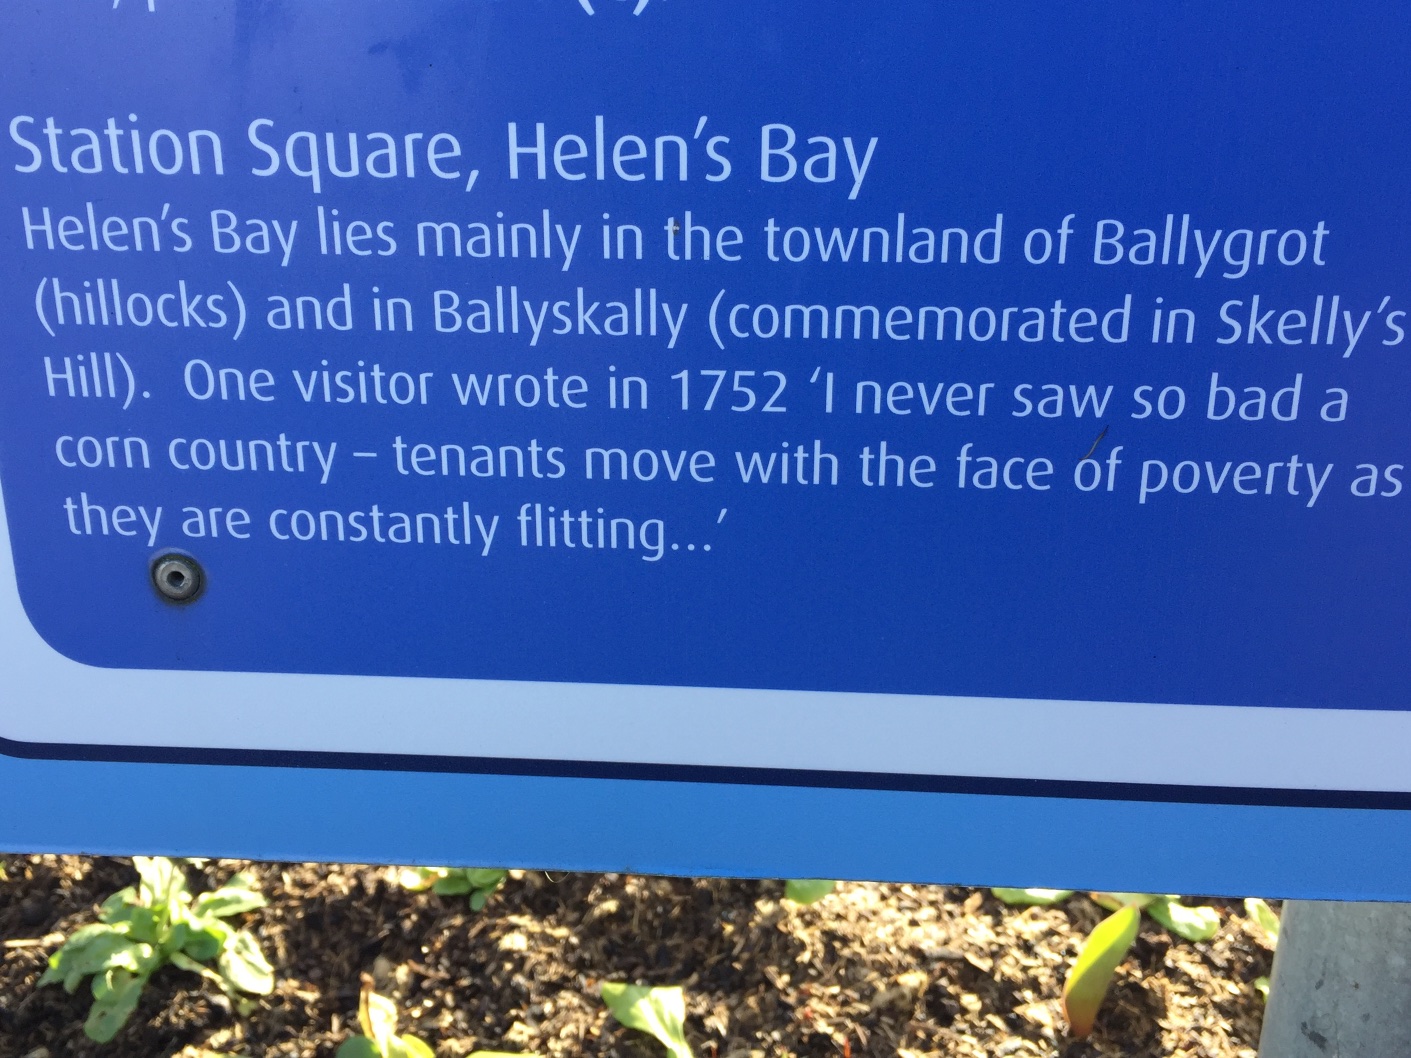 Station Square, Helen's Bay
Helen's Bay lies mainly in the townland of Ballygrot
(hillocks) and in Ballyskally (commemorated in Skelly's
Hill).  One visitor wrote in 1752 ‘I never saw so bad a
corn country – tenants move with the face of poverty as
they are constantly flitting...’